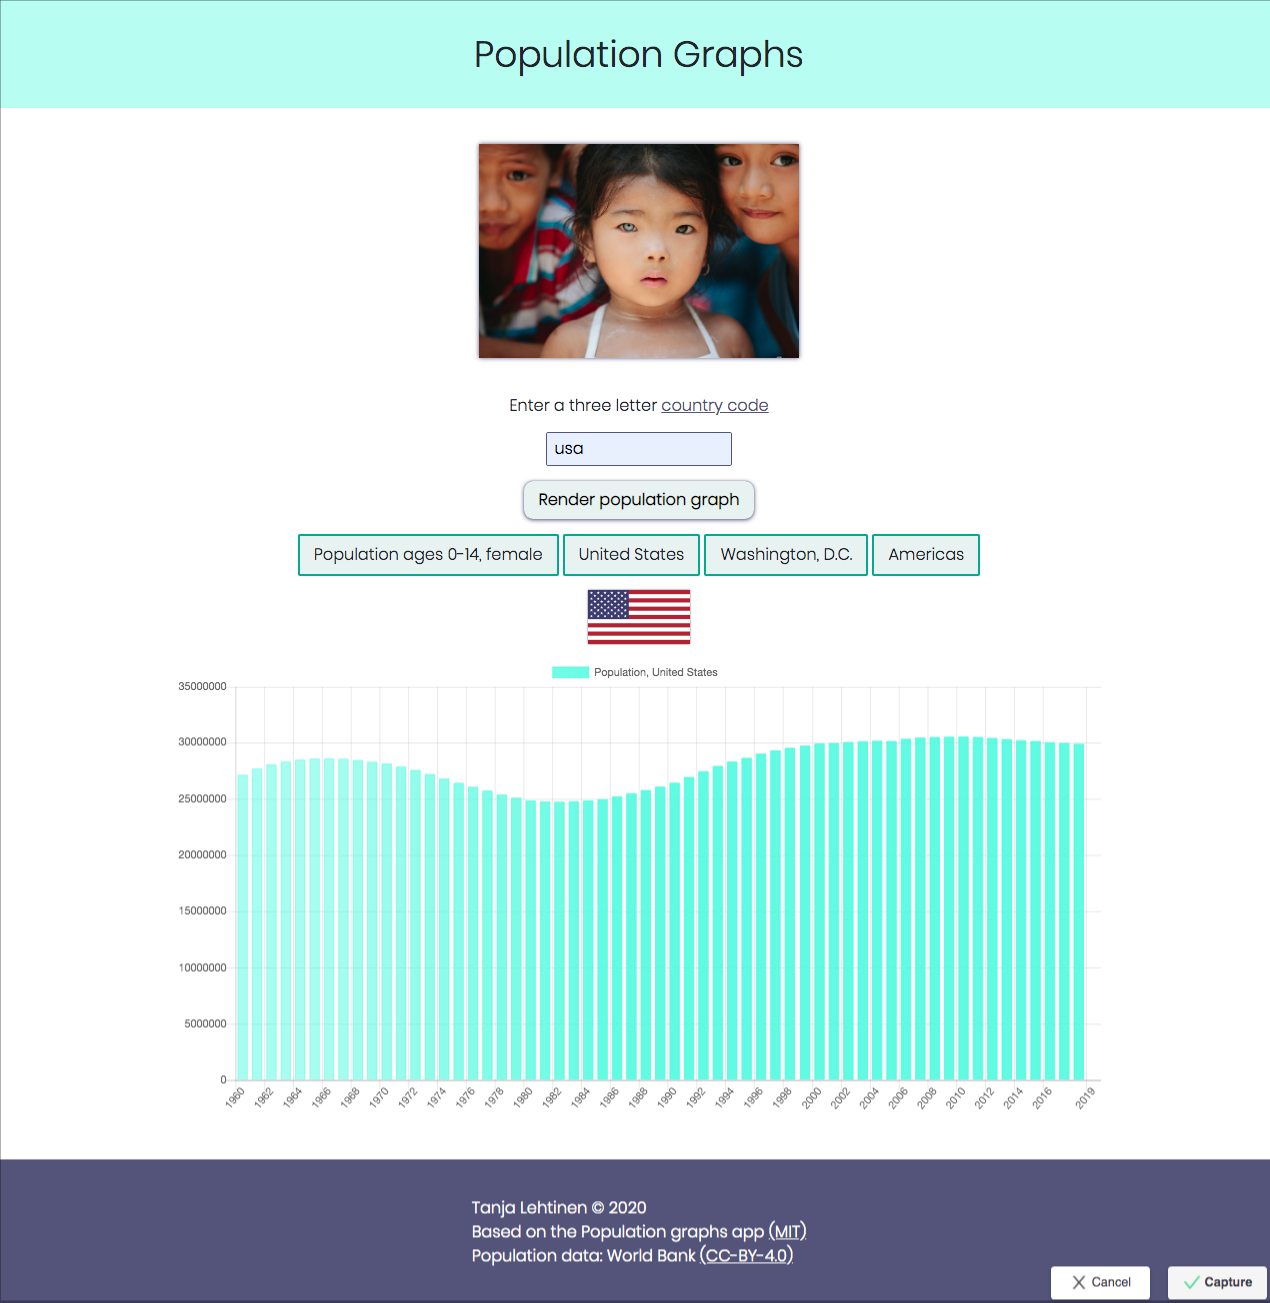 Population Graphs
Enter a three letter country code
usa
Render population graph
Population ages 0-14, female
United States
Washington, D.C.
Americas
Population, United States
35000000
30000000
25000000
20000000
15000000
10000000
5000000
0
1960 1962 1964 1966 1968 1970 1972 1974 1976 1978 1980 1982 1984 1986 1988 1990 1992 1994 1996 1998 2000 2002 2004 2006 2008 2010 2012 2014 2016 2019
Tanja Lehtinen © 2020
Based on the Population graphs app (MIT)
Population data: World Bank (CC-BY-4.0)
Cancel
Capture